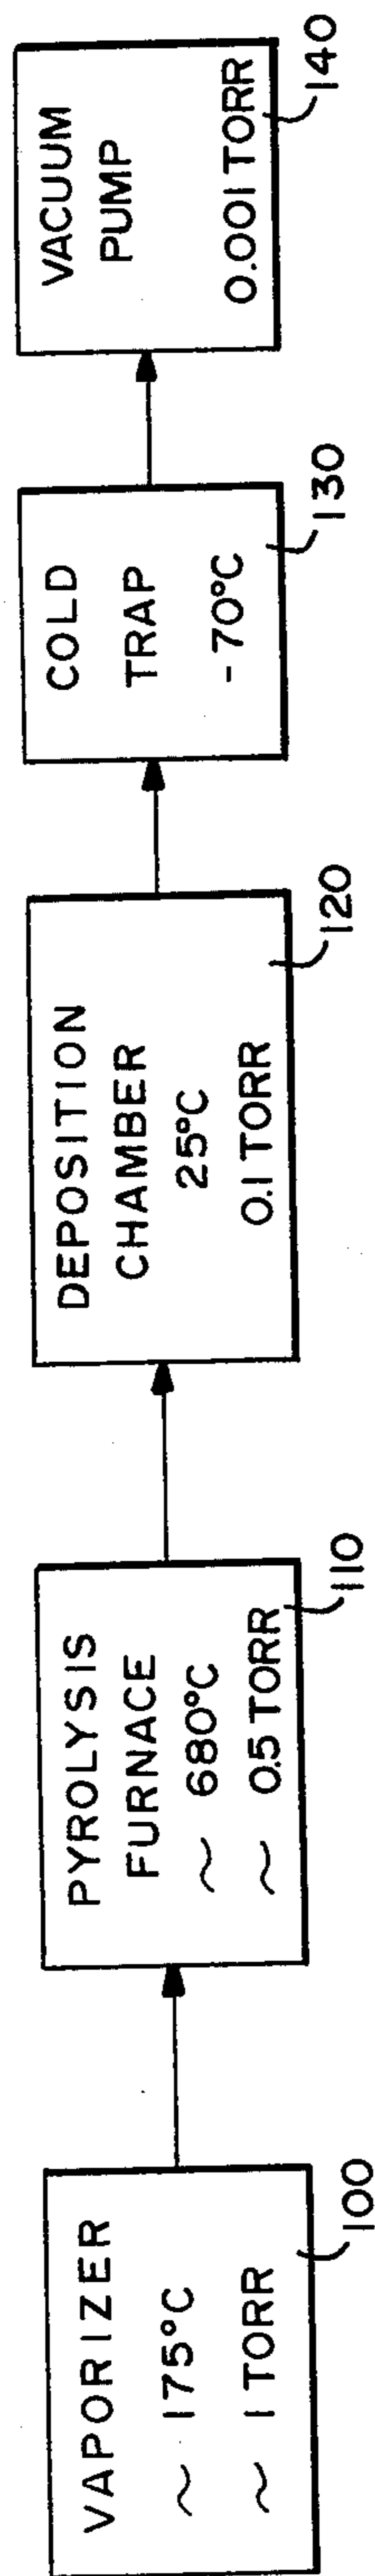 VAPORIZER
~ 175°C
~ 1 TORR
100
PYROLYSIS
FURNACE
~ 680°C
~ 0.5 TORR
110
DEPOSITION
CHAMBER
25°C
0.1 TORR
120
COLD
TRAP
-70°C
130
VACUUM
PUMP
0.001 TORR
140